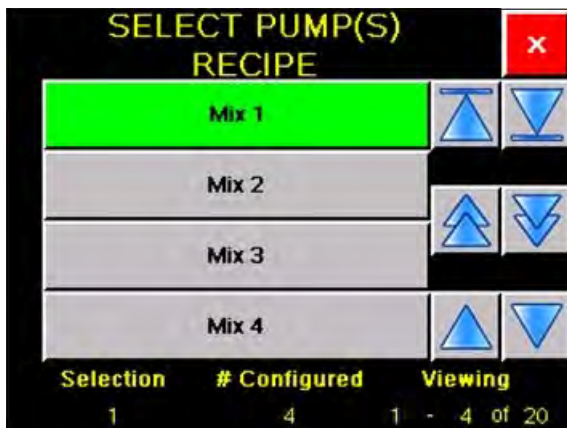 SELECT PUMP(S)
RECIPE
X
Mix 1
Mix 2
Mix 3
Mix 4
Selection # Configured Viewing
1 4 1 - 4 of 20